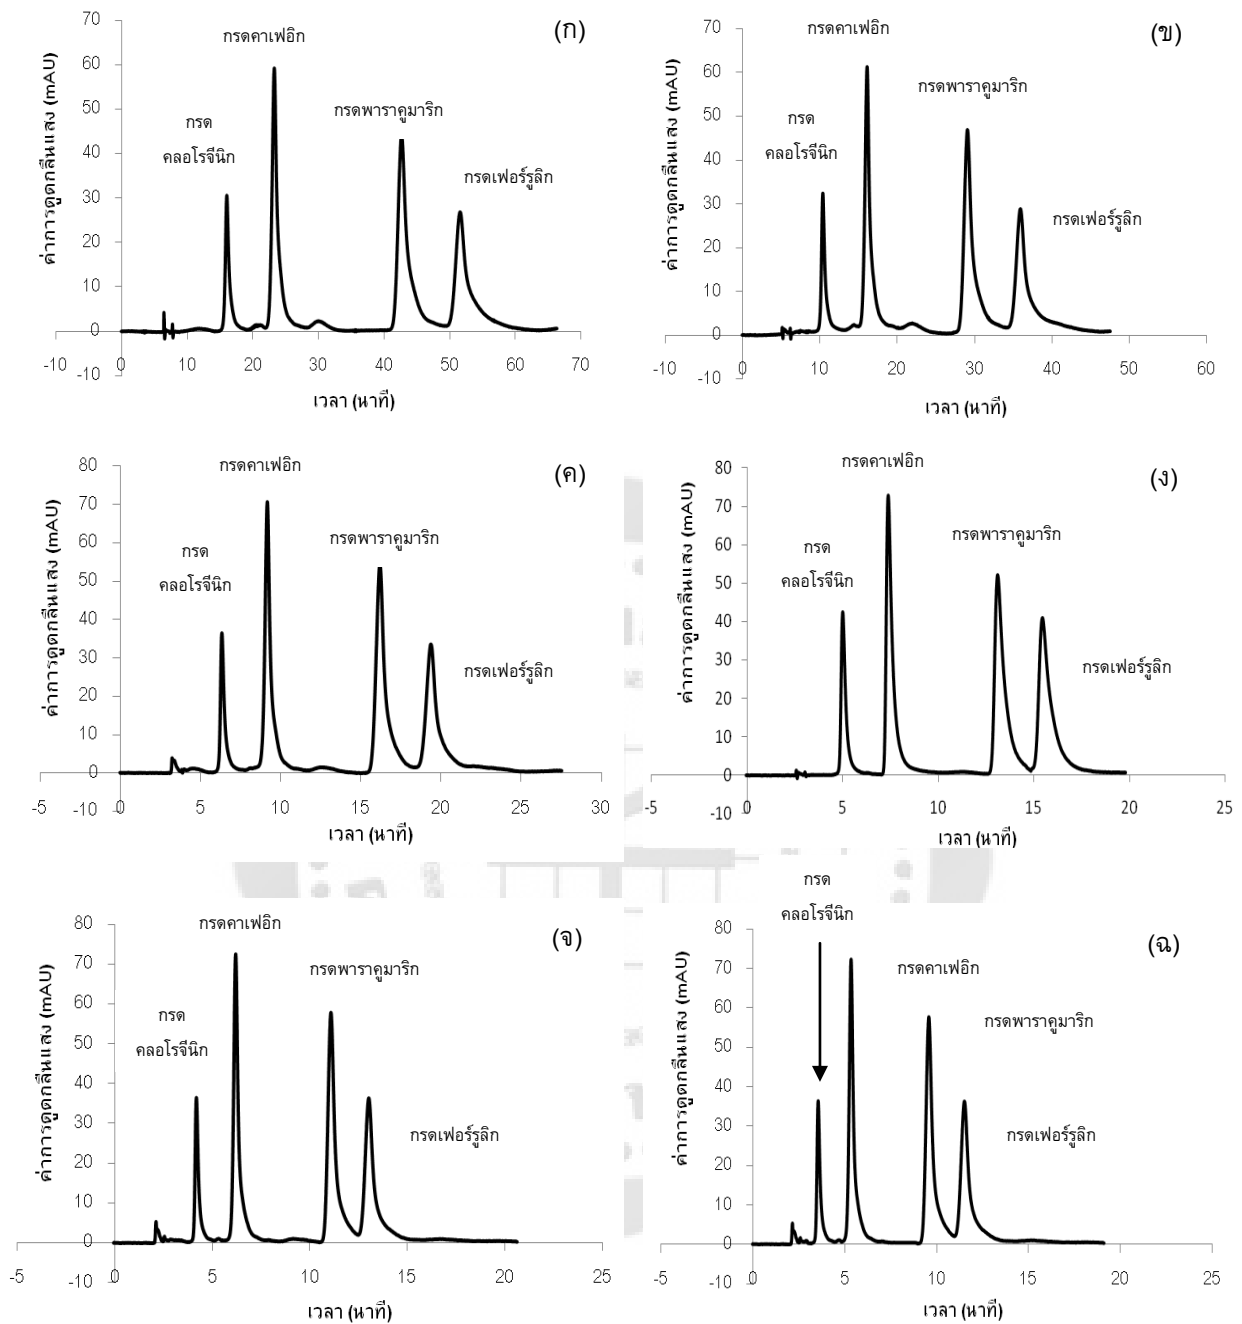 (ก)
70
60
50
40
30
20
10
0
-10
ค่าการดูดกลืนแสง (mAU)
กรดคาเฟอิก
กรด
คลอโรจีนิก
กรดพาราคูมาริก
กรดเฟอร์รูลิก
-10 0 10 20 30 40 50 60 70
เวลา (นาที)
(ข)
70
60
50
40
30
20
10
0
-10
ค่าการดูดกลืนแสง (mAU)
กรดคาเฟอิก
กรด
คลอโรจีนิก
กรดพาราคูมาริก
กรดเฟอร์รูลิก
-10 0 10 20 30 40 50 60
เวลา (นาที)
(ค)
80
70
60
50
40
30
20
10
0
-10
ค่าการดูดกลืนแสง (mAU)
กรดคาเฟอิก
กรด
คลอโรจีนิก
กรดพาราคูมาริก
กรดเฟอร์รูลิก
-5 0 5 10 15 20 25 30
เวลา (นาที)
(ง)
80
70
60
50
40
30
20
10
0
-10
ค่าการดูดกลืนแสง (mAU)
กรดคาเฟอิก
กรด
คลอโรจีนิก
กรดพาราคูมาริก
กรดเฟอร์รูลิก
-5 0 5 10 15 20 25
เวลา (นาที)
(จ)
80
70
60
50
40
30
20
10
0
-10
ค่าการดูดกลืนแสง (mAU)
กรดคาเฟอิก
กรด
คลอโรจีนิก
กรดพาราคูมาริก
กรดเฟอร์รูลิก
-5 0 5 10 15 20 25
เวลา (นาที)
(ฉ)
80
70
60
50
40
30
20
10
0
-10
ค่าการดูดกลืนแสง (mAU)
กรด
คลอโรจีนิก
กรดคาเฟอิก
กรดพาราคูมาริก
กรดเฟอร์รูลิก
-5 0 5 10 15 20 25
เวลา (นาที)